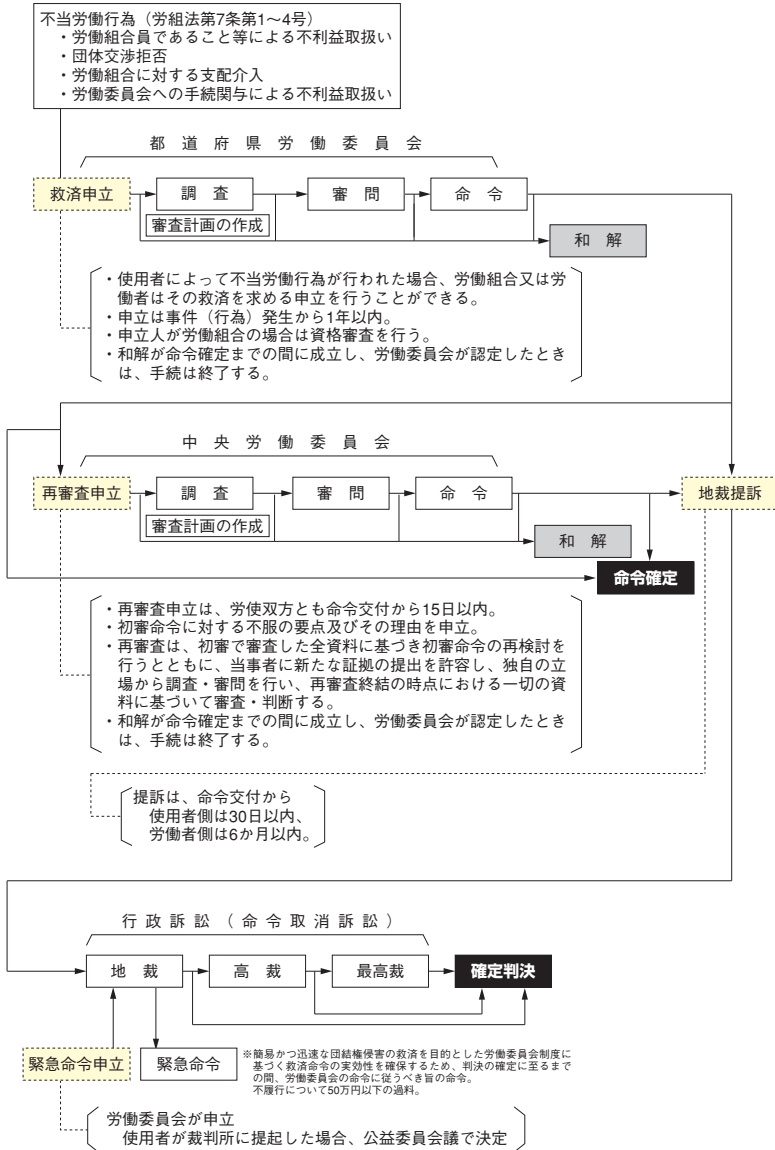 不当労働行為（労組法第7条第1〜4号）
・労働組合員であること等による不利益取扱い
・団体交渉拒否
・労働組合に対する支配介入
・労働委員会への手続関与による不利益取扱い
都道府県労働委員会
救済申立
調査
審問
命令
審査計画の作成
和解
・使用者によって不当労働行為が行われた場合、労働組合又は労
働者はその救済を求める申立を行うことができる。
・申立は事件（行為）発生から1年以内。
・申立人が労働組合の場合は資格審査を行う。
・和解が命令確定までの間に成立し、労働委員会が認定したとき
は、手続は終了する。
中央労働委員会
再審査申立
調査
審問
命令
地裁提訴
審査計画の作成
和解
命令確定
・再審査申立は、労使双方とも命令交付から15日以内。
・初審命令に対する不服の要点及びその理由を申立。
・再審査は、初審で審査した全資料に基づき初審命令の再検討を
行うとともに、当事者に新たな証拠の提出を許容し、独自の立
場から調査・審問を行い、再審査終結の時点における一切の資
料に基づいて審査・判断する。
・和解が命令確定までの間に成立し、労働委員会が認定したとき
は、手続は終了する。
提訴は、命令交付から
使用者側は30日以内、
労働者側は6か月以内。
行政訴訟（命令取消訴訟）
地裁
高裁
最高裁
確定判決
緊急命令申立
緊急命令
※簡易かつ迅速な団結権侵害の救済を目的とした労働委員会制度に
基づく救済命令の実効性を確保するため、判決の確定に至るまで
の間、労働委員会の命令に従うべき旨の命令。
不履行について50万円以下の過料。
労働委員会が申立
使用者が裁判所に提起した場合、公益委員会議で決定